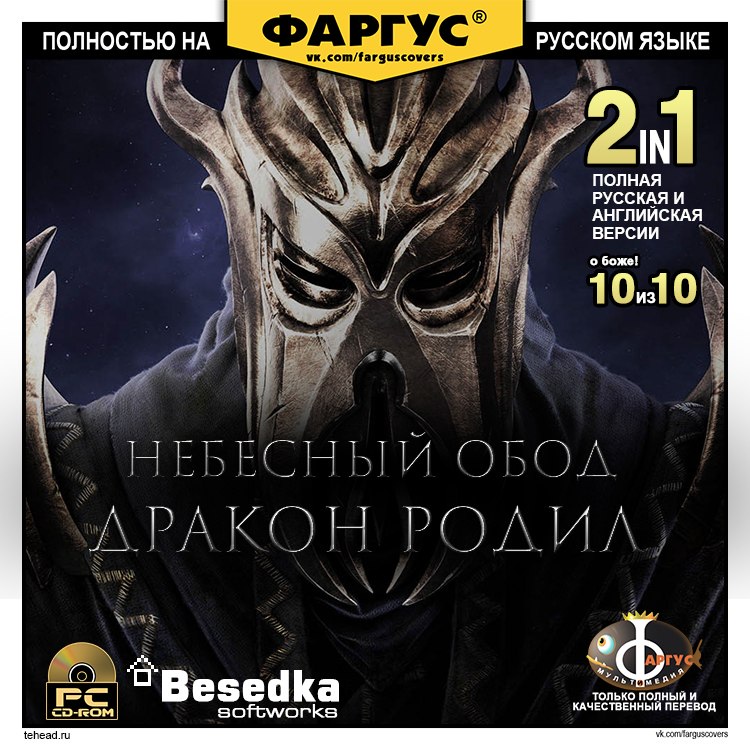 ПОЛНОСТЬЮ НА
ФАРГУС®
vk.com/farguscovers
РУССКОМ ЯЗЫКЕ
2IN1
ПОЛНАЯ
РУССКАЯ И
АНГЛИЙСКАЯ
ВЕРСИИ
о боже!
10из10
НЕБЕСНЫЙ ОБОД
ДРАКОН РОДИЛ
PC
CD-ROM
Besedka
softworks
ФАРГУС
МУЛЬТИМЕДИЯ
ТОЛЬКО ПОЛНЫЙ И
КАЧЕСТВЕННЫЙ ПЕРЕВОД
tehead.ru
vk.com/farguscovers